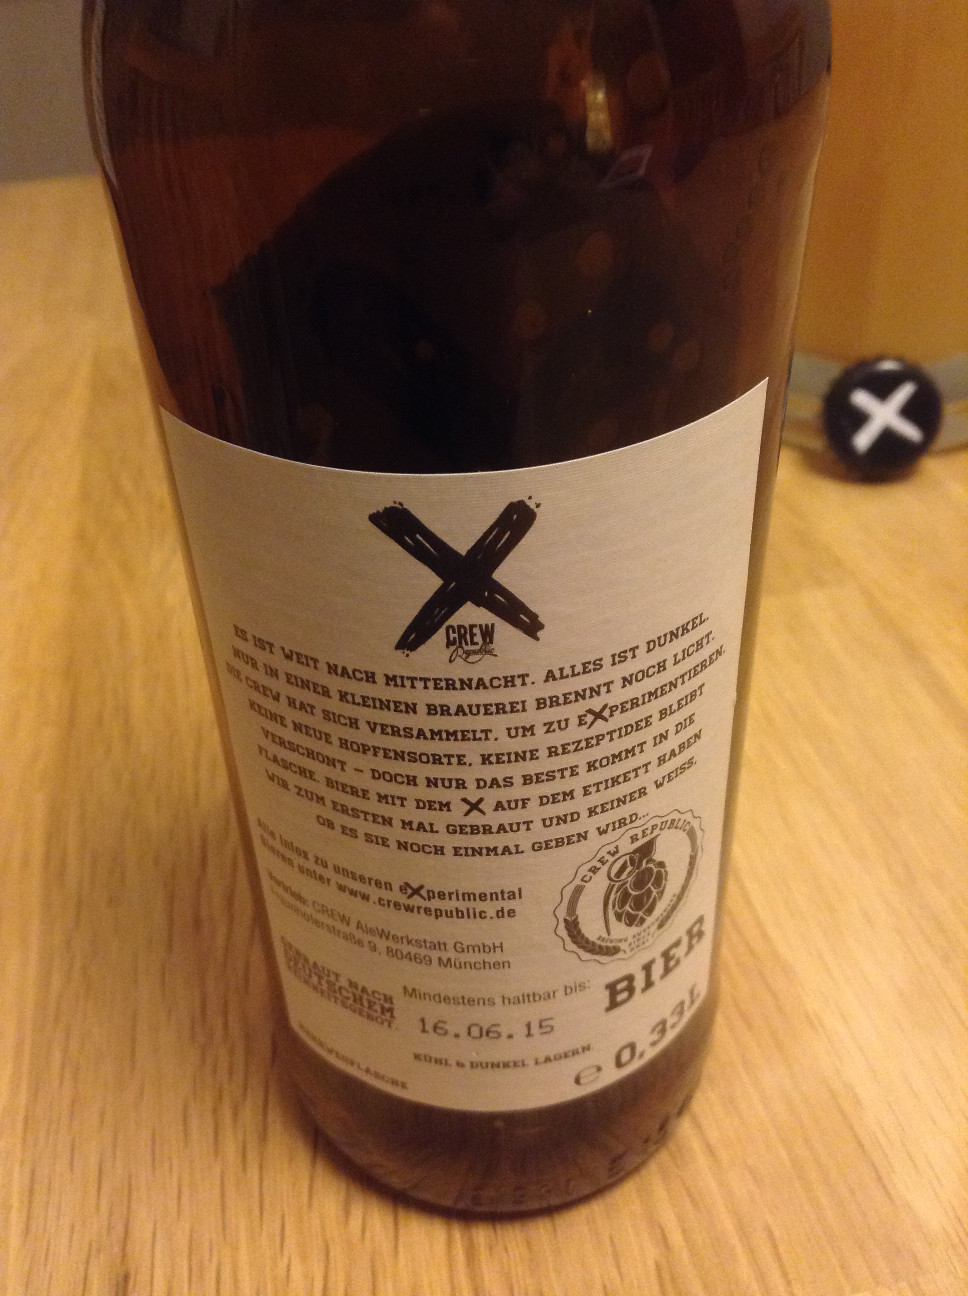 CREW
Republic
ES IST WEIT NACH MITTERNACHT. ALLES IST DUNKEL.
NUR IN EINER KLEINEN BRAUEREI BRENNT NOCH LICHT.
DIE CREW HAT SICH VERSAMMELT, UM ZU EXPERIMENTIEREN.
KEINE NEUE HOPFENSORTE, KEINE REZEPTIDEE BLEIBT
VERSCHONT – DOCH NUR DAS BESTE KOMMT IN DIE
FLASCHE. BIERE MIT DEM X AUF DEM ETIKETT HABEN
WIR ZUM ERSTEN MAL GEBRAUT UND KEINER WEISS,
OB ES SIE NOCH EINMAL GEBEN WIRD...
Alle Infos zu unseren eXperimental
Bieren unter www.crewrepublic.de
Vertrieb: CREW AleWerkstatt GmbH
Fraunhoferstraße 9, 80469 München
CREW REPUBLIC
GEBRAUT NACH
DEUTSCHEM
REINHEITSGEBOT.
Mindestens haltbar bis:
16.06.15
BIER
KÜHL & DUNKEL LAGERN.
e 0,33L
MEHRWEGFLASCHE